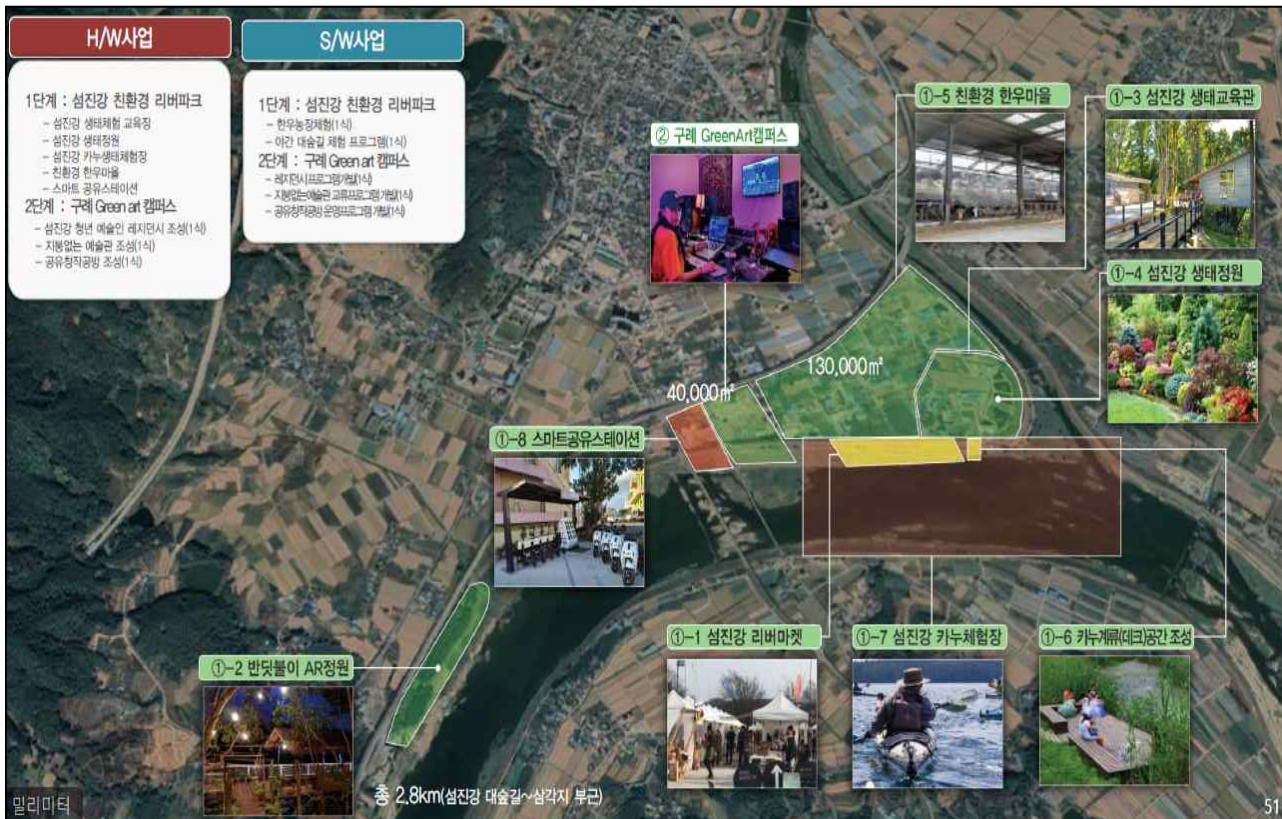 H/W사업
1단계 : 섬진강 친환경 리버파크
- 섬진강 생태체험 교육장
- 섬진강 생태정원
- 섬진강 카누생태체험장
- 친환경 한우마을
- 스마트 공유스테이션
2단계 : 구례 Green art 캠퍼스
- 섬진강 청년 예술인 레지던시 조성(1식)
- 지붕없는 예술관 조성(1식)
- 공유창작공방 조성(1식)
S/W사업
1단계 : 섬진강 친환경 리버파크
- 한우농장체험(1식)
- 야간 대숲길 체험 프로그램(1식)
2단계 : 구례 Green art 캠퍼스
- 레지던시프로그램개발(1식)
- 지붕없는예술관 교류프로그램 개발(1식)
- 공유창작공방 운영프로그램 개발(1식)
①-5 친환경 한우마을
①-3 섬진강 생태교육관
② 구례 GreenArt캠퍼스
①-4 섬진강 생태정원
130,000㎡
40,000㎡
①-8 스마트공유스테이션
①-1 섬진강 리버마켓
①-7 섬진강 카누체험장
①-6 카누계류(데크)공간 조성
①-2 반딧불이 AR정원
총 2.8km(섬진강 대숲길~삼각지 부근)
밀리마터
51